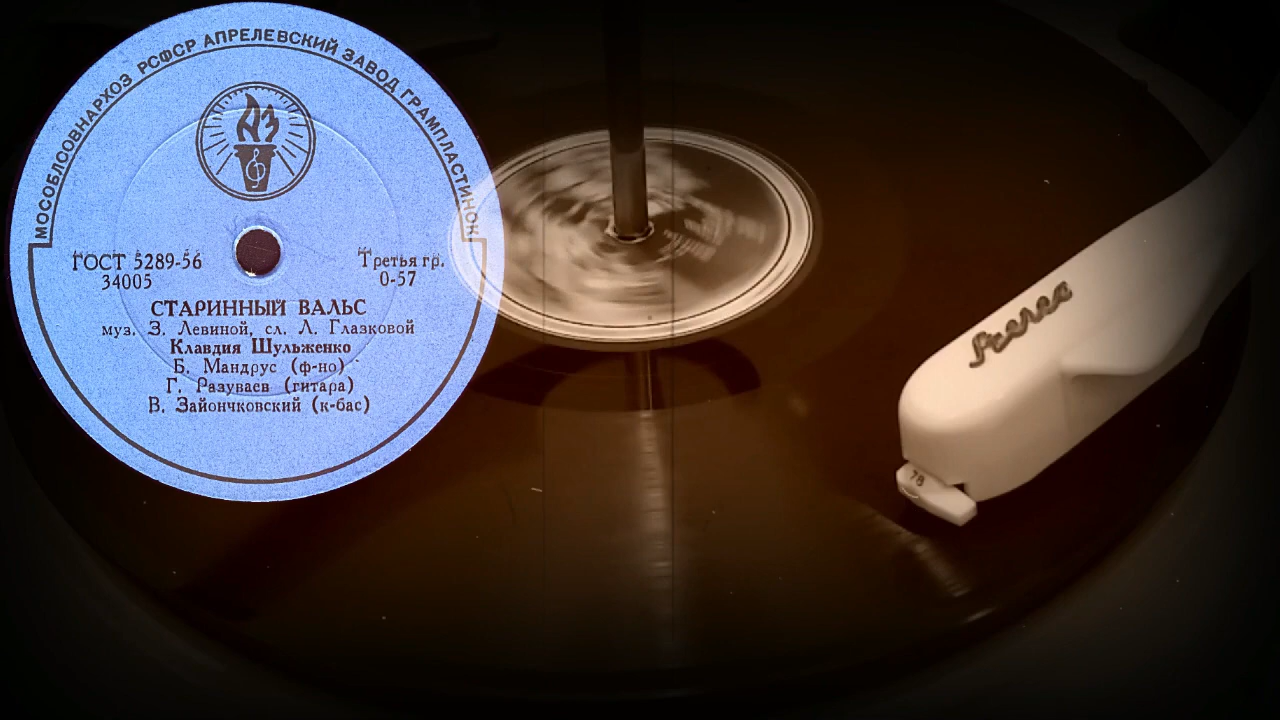 МОСОБЛСОВНАРХОЗ РСФСР АПРЕЛЕВСКИЙ ЗАВОД ГРАМПЛАСТИНОК
АЗ
ГОСТ 5289-56
34005
Третья гр.
0-57
СТАРИННЫЙ ВАЛЬС
муз. З. Левиной, сл. Л. Глазковой
Клавдия Шульженко
Б. Мандрус (ф-но)
Г. Разуваев (гитара)
В. Зайончковский (к-бас)
78